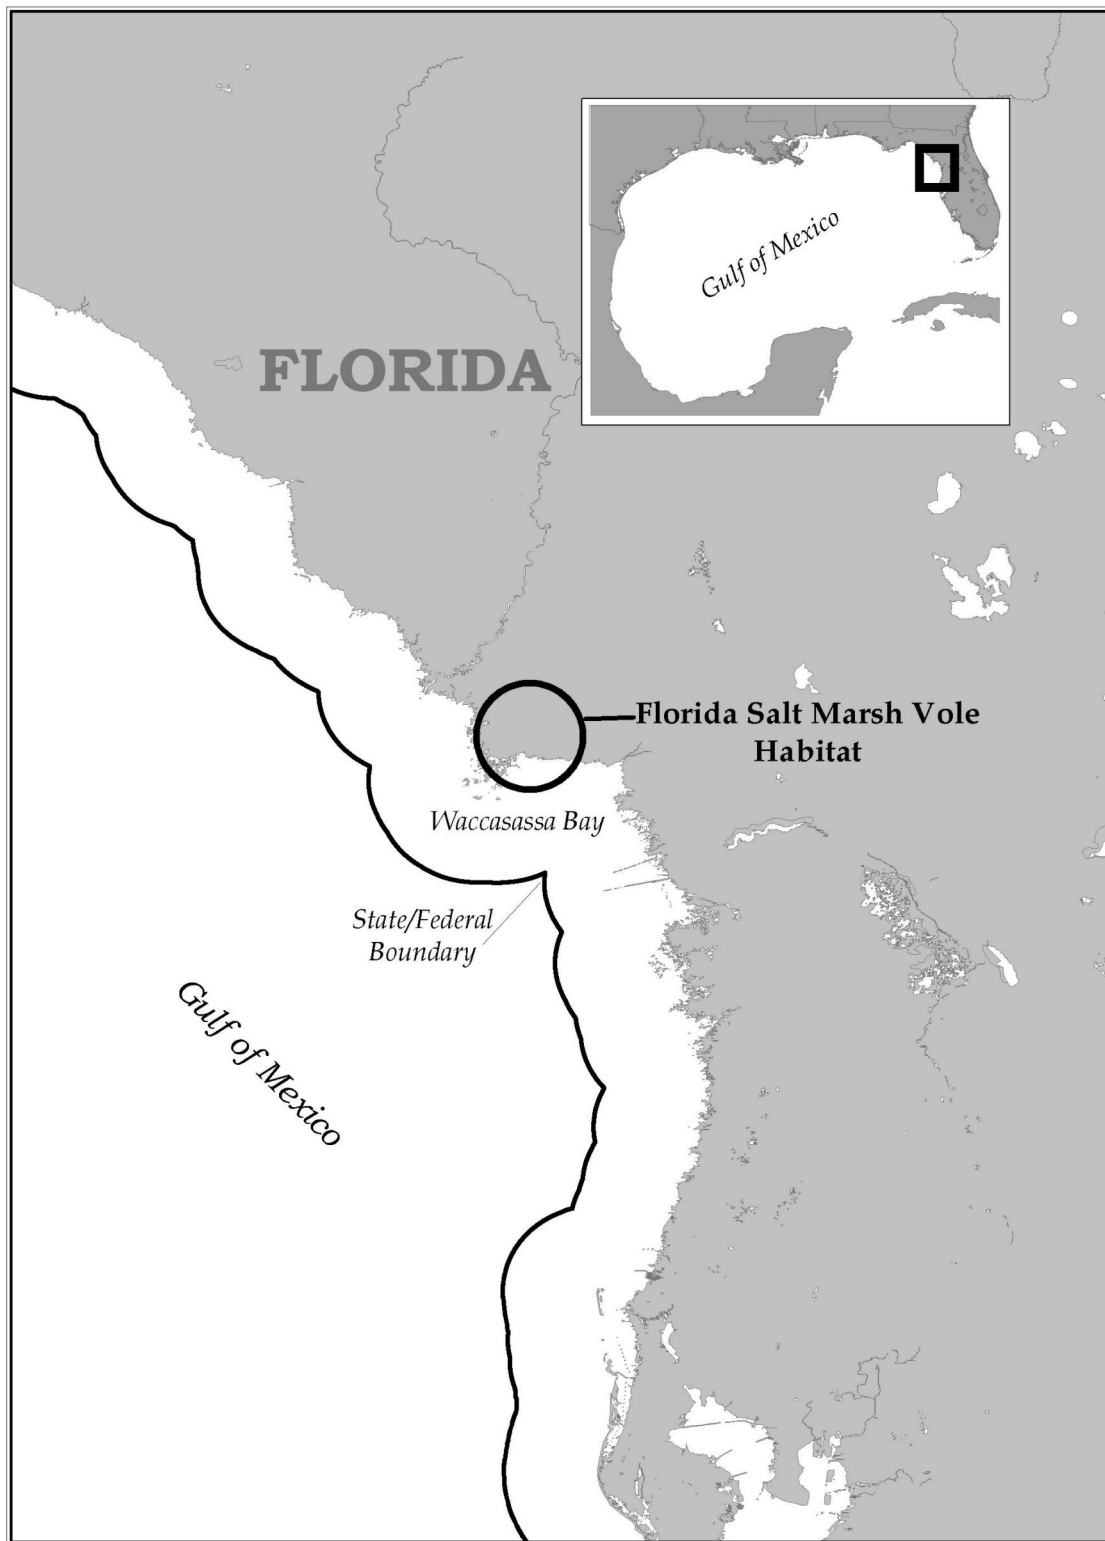 Gulf of Mexico
FLORIDA
Florida Salt Marsh Vole
Habitat
Waccasassa Bay
State/Federal
Boundary
Gulf of Mexico